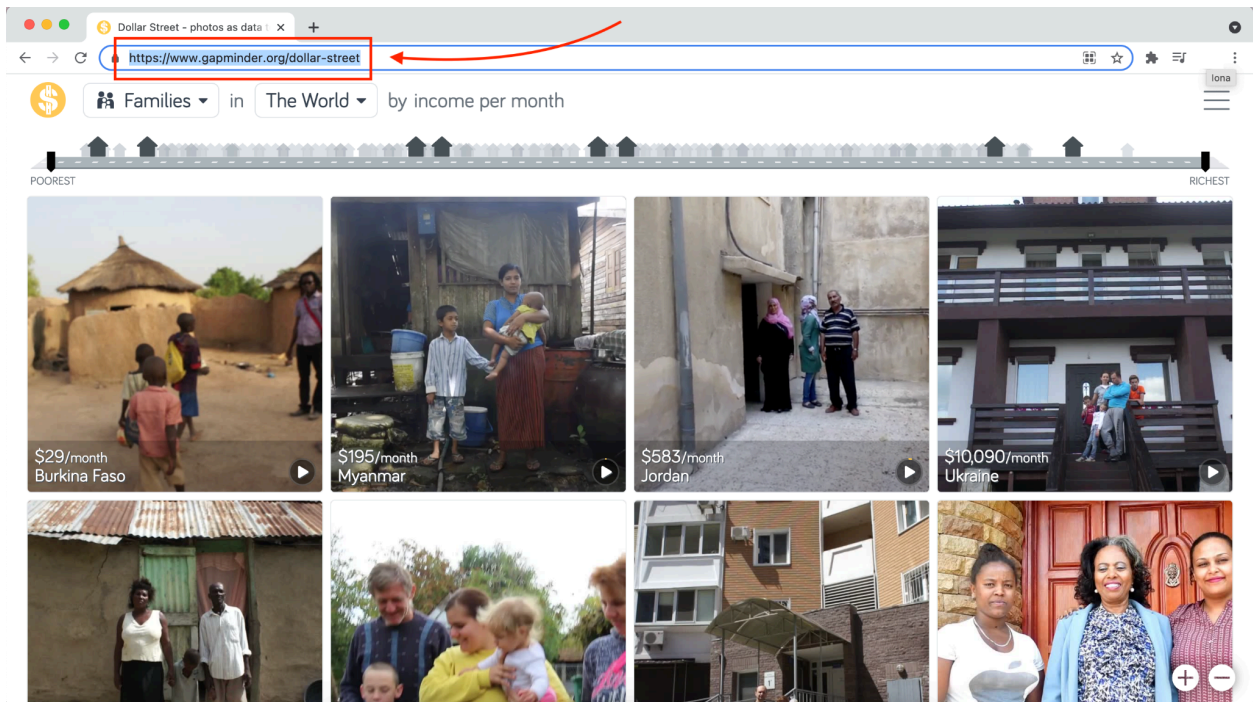 Dollar Street - photos as data t
https://www.gapminder.org/dollar-street
Iona
$ Families in The World by income per month
POOREST
RICHEST
$29/month
Burkina Faso
$195/month
Myanmar
$583/month
Jordan
$10,090/month
Ukraine